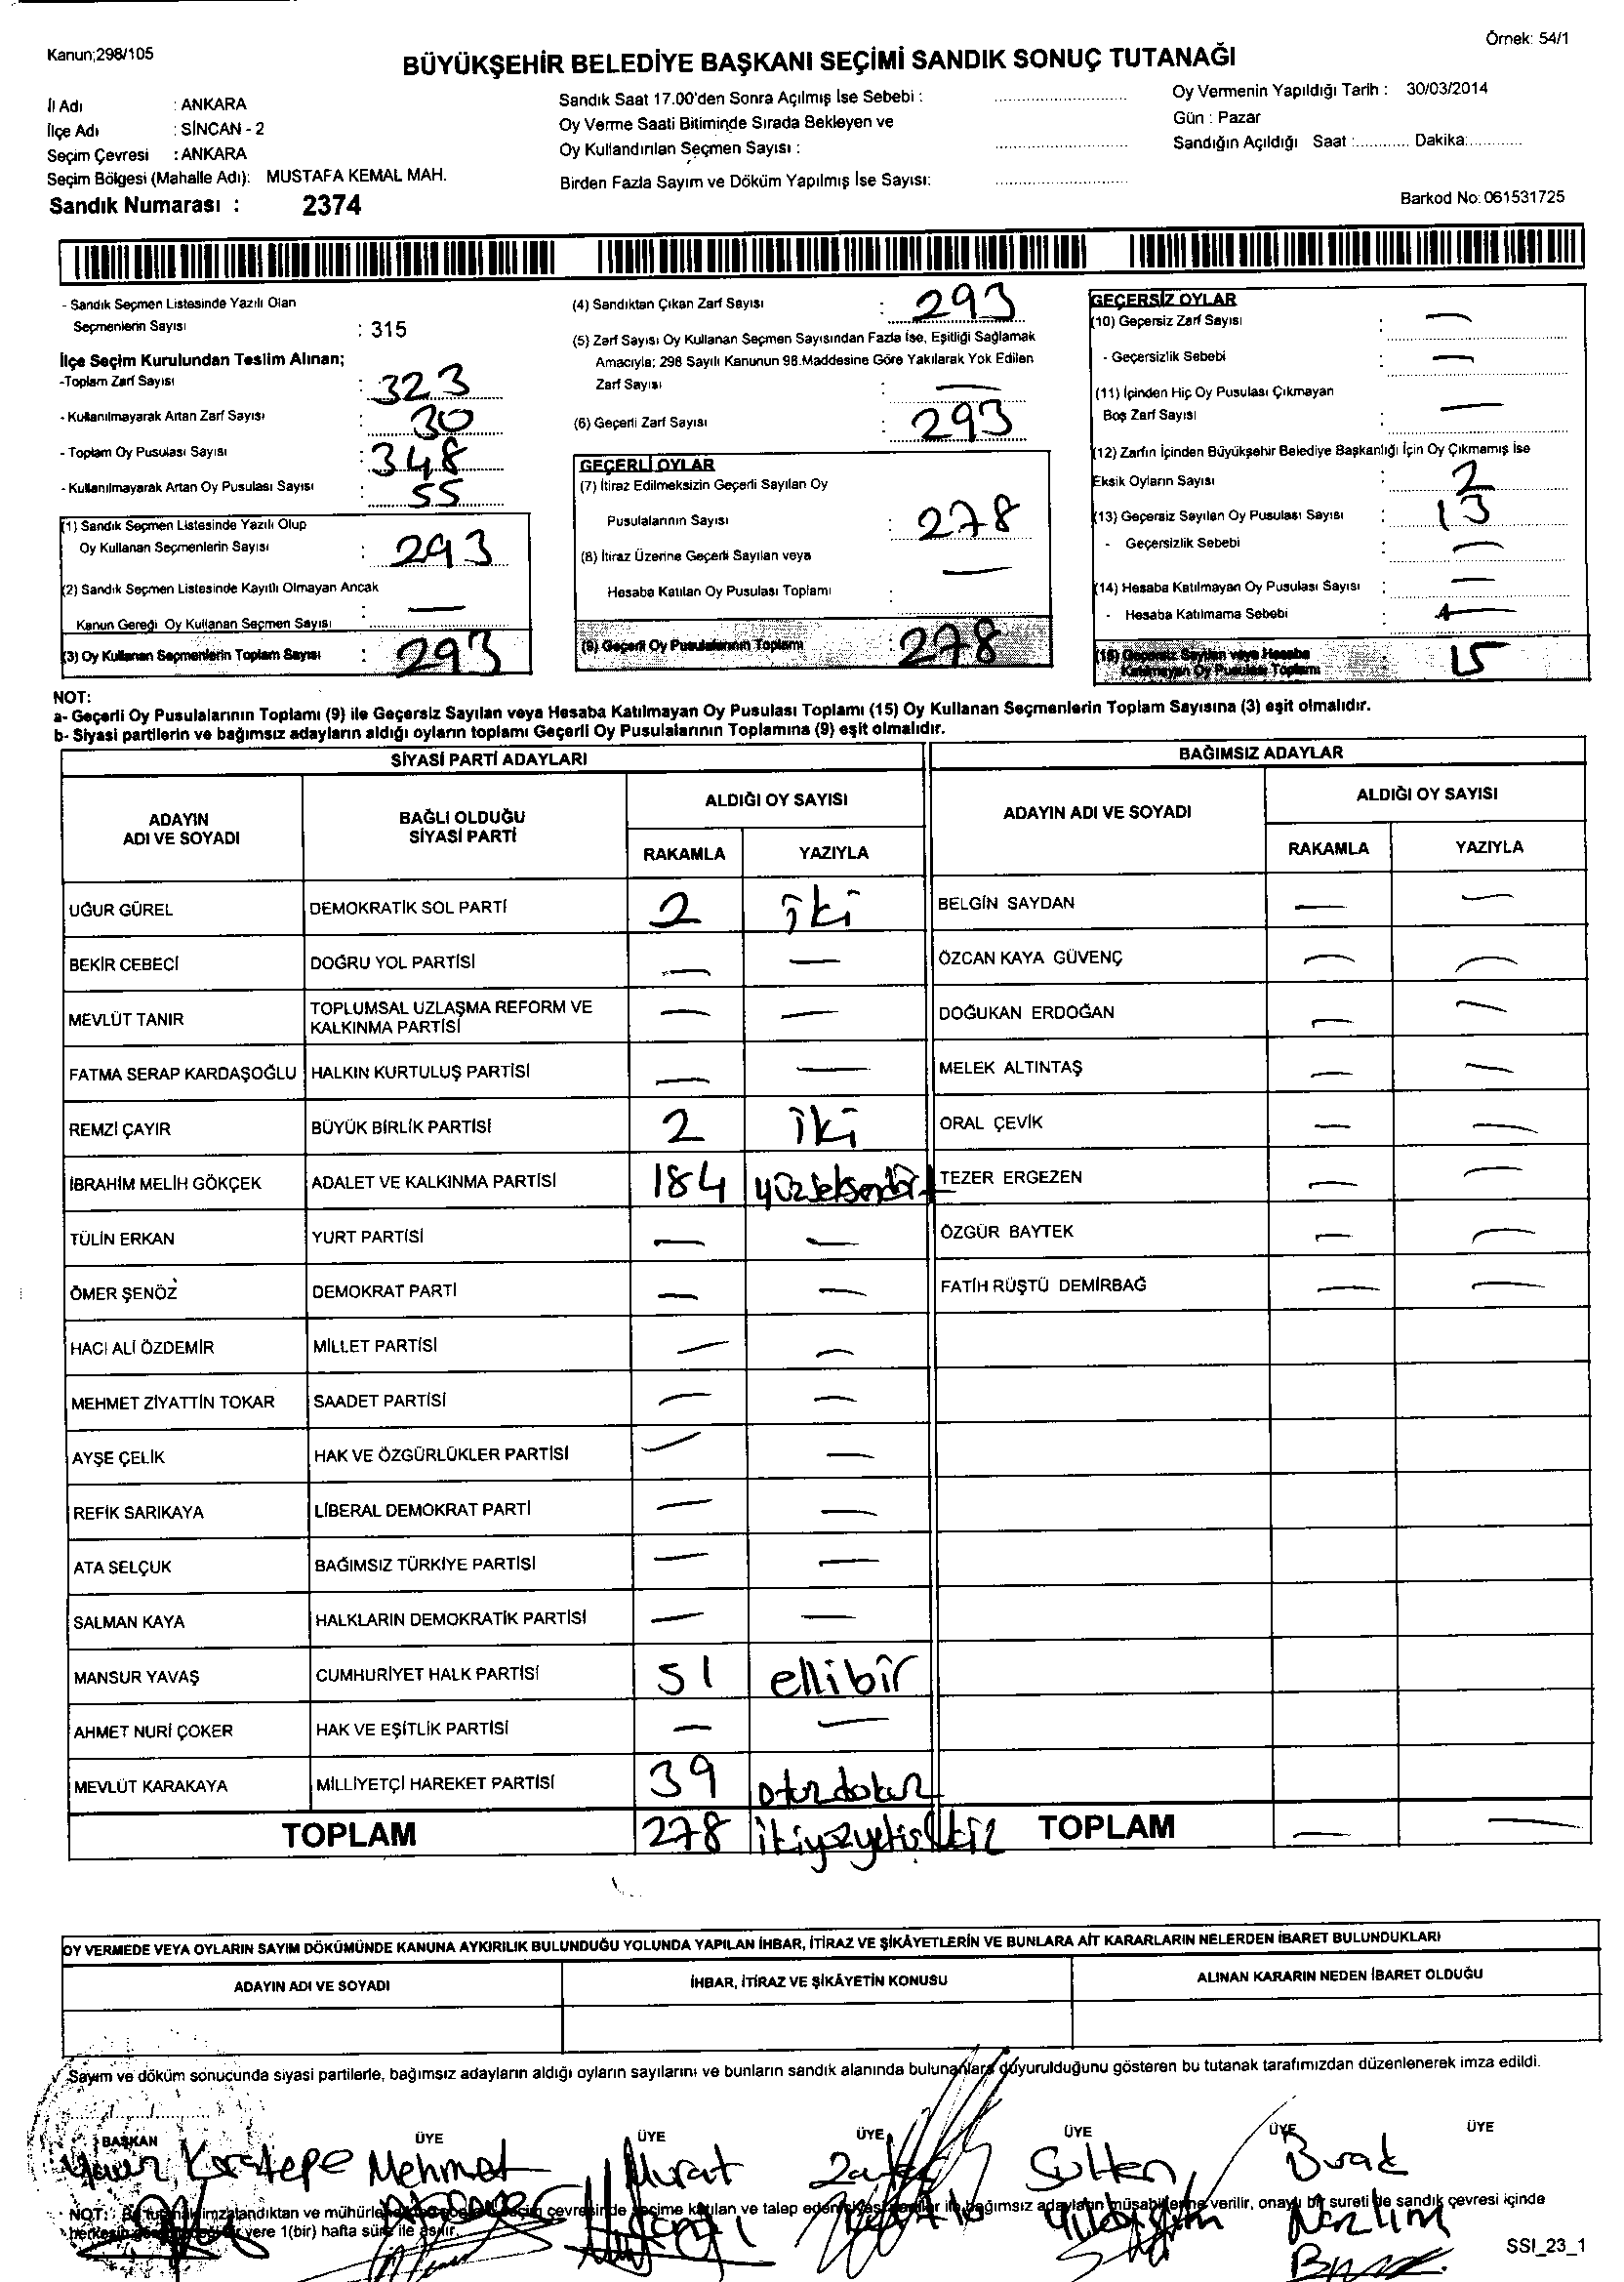 Kanun;298/105
Örnek: 54/1
BÜYÜKŞEHİR BELEDİYE BAŞKANI SEÇİMİ SANDIK SONUÇ TUTANAĞI
İl Adı : ANKARA
İlçe Adı : SİNCAN - 2
Seçim Çevresi : ANKARA
Seçim Bölgesi (Mahalle Adı): MUSTAFA KEMAL MAH.
Sandık Numarası : 2374
Sandık Saat 17.00'den Sonra Açılmış İse Sebebi :
Oy Verme Saati Bitiminde Sırada Bekleyen ve
Oy Kullandırılan Seçmen Sayısı :
Birden Fazla Sayım ve Döküm Yapılmış İse Sayısı:
Oy Vermenin Yapıldığı Tarih : 30/03/2014
Gün : Pazar
Sandığın Açıldığı Saat :............ Dakika:............
Barkod No: 061531725
- Sandık Seçmen Listesinde Yazılı Olan
Seçmenlerin Sayısı : 315
İlçe Seçim Kurulundan Teslim Alınan;
-Toplam Zarf Sayısı : 323
- Kullanılmayarak Artan Zarf Sayısı : 30
- Toplam Oy Pusulası Sayısı : 348
- Kullanılmayarak Artan Oy Pusulası Sayısı : 55
(1) Sandık Seçmen Listesinde Yazılı Olup
Oy Kullanan Seçmenlerin Sayısı : 293
(2) Sandık Seçmen Listesinde Kayıtlı Olmayan Ancak
Kanun Gereği Oy Kullanan Seçmen Sayısı : —
(3) Oy Kullanan Seçmenlerin Toplam Sayısı : 293
(4) Sandıktan Çıkan Zarf Sayısı : 293
(5) Zarf Sayısı Oy Kullanan Seçmen Sayısından Fazla İse, Eşitliği Sağlamak
Amacıyla; 298 Sayılı Kanunun 98.Maddesine Göre Yakılarak Yok Edilen
Zarf Sayısı : —
(6) Geçerli Zarf Sayısı : 293
GEÇERLİ OYLAR
(7) İtiraz Edilmeksizin Geçerli Sayılan Oy
Pusulalarının Sayısı : 278
(8) İtiraz Üzerine Geçerli Sayılan veya
Hesaba Katılan Oy Pusulası Toplamı : —
(9) Geçerli Oy Pusulalarının Toplamı : 278
GEÇERSİZ OYLAR
(10) Geçersiz Zarf Sayısı : —
- Geçersizlik Sebebi : —
(11) İçinden Hiç Oy Pusulası Çıkmayan
Boş Zarf Sayısı : —
(12) Zarfın İçinden Büyükşehir Belediye Başkanlığı İçin Oy Çıkmamış İse
Eksik Oyların Sayısı : 2
(13) Geçersiz Sayılan Oy Pusulası Sayısı : 13
- Geçersizlik Sebebi : —
(14) Hesaba Katılmayan Oy Pusulası Sayısı : —
- Hesaba Katılmama Sebebi : —
(15) Geçersiz Sayılan veya Hesaba
Katılmayan Oy Pusulası Toplamı : 15
NOT:
a- Geçerli Oy Pusulalarının Toplamı (9) ile Geçersiz Sayılan veya Hesaba Katılmayan Oy Pusulası Toplamı (15) Oy Kullanan Seçmenlerin Toplam Sayısına (3) eşit olmalıdır.
b- Siyasi partilerin ve bağımsız adayların aldığı oyların toplamı Geçerli Oy Pusulalarının Toplamına (9) eşit olmalıdır.
SİYASİ PARTİ ADAYLARI
ADAYIN ADI VE SOYADI
BAĞLI OLDUĞU SİYASİ PARTİ
ALDIĞI OY SAYISI
RAKAMLA YAZIYLA
UĞUR GÜREL DEMOKRATİK SOL PARTİ 2 iki
BEKİR CEBECİ DOĞRU YOL PARTİSİ — —
MEVLÜT TANIR TOPLUMSAL UZLAŞMA REFORM VE KALKINMA PARTİSİ — —
FATMA SERAP KARDAŞOĞLU HALKIN KURTULUŞ PARTİSİ — —
REMZİ ÇAYIR BÜYÜK BİRLİK PARTİSİ 2 iki
İBRAHİM MELİH GÖKÇEK ADALET VE KALKINMA PARTİSİ 184 yüzseksendört
TÜLİN ERKAN YURT PARTİSİ — —
ÖMER ŞENÖZ DEMOKRAT PARTİ — —
HACI ALİ ÖZDEMİR MİLLET PARTİSİ — —
MEHMET ZİYATTİN TOKAR SAADET PARTİSİ — —
AYŞE ÇELİK HAK VE ÖZGÜRLÜKLER PARTİSİ — —
REFİK SARIKAYA LİBERAL DEMOKRAT PARTİ — —
ATA SELÇUK BAĞIMSIZ TÜRKİYE PARTİSİ — —
SALMAN KAYA HALKLARIN DEMOKRATİK PARTİSİ — —
MANSUR YAVAŞ CUMHURİYET HALK PARTİSİ 51 ellibir
AHMET NURİ ÇOKER HAK VE EŞİTLİK PARTİSİ — —
MEVLÜT KARAKAYA MİLLİYETÇİ HAREKET PARTİSİ 39 otuzdokuz
TOPLAM 278
BAĞIMSIZ ADAYLAR
ADAYIN ADI VE SOYADI
ALDIĞI OY SAYISI
RAKAMLA YAZIYLA
BELGİN SAYDAN — —
ÖZCAN KAYA GÜVENÇ — —
DOĞUKAN ERDOĞAN — —
MELEK ALTINTAŞ — —
ORAL ÇEVİK — —
TEZER ERGEZEN — —
ÖZGÜR BAYTEK — —
FATİH RÜŞTÜ DEMİRBAĞ — —
TOPLAM — —
OY VERMEDE VEYA OYLARIN SAYIM DÖKÜMÜNDE KANUNA AYKIRILIK BULUNDUĞU YOLUNDA YAPILAN İHBAR, İTİRAZ VE ŞİKÂYETLERİN VE BUNLARA AİT KARARLARIN NELERDEN İBARET BULUNDUKLARI
ADAYIN ADI VE SOYADI İHBAR, İTİRAZ VE ŞİKÂYETİN KONUSU ALINAN KARARIN NEDEN İBARET OLDUĞU
Sayım ve döküm sonucunda siyasi partilerle, bağımsız adayların aldığı oyların sayılarını ve bunların sandık alanında bulunanlara duyurulduğunu gösteren bu tutanak tarafımızdan düzenlenerek imza edildi.
BAŞKAN ÜYE ÜYE ÜYE ÜYE ÜYE ÜYE
Yavuz Karatepe Mehmet Murat Sultan Burak
NOT: imzalandıktan ve mühürlendikten seçim çevresinde seçime katılan ve talep eden siyasi partiler ile bağımsız adayların müşahitlerine verilir, onaylı bir sureti de sandık çevresi içinde
yere 1(bir) hafta süre ile asılır.
SSI_23_1